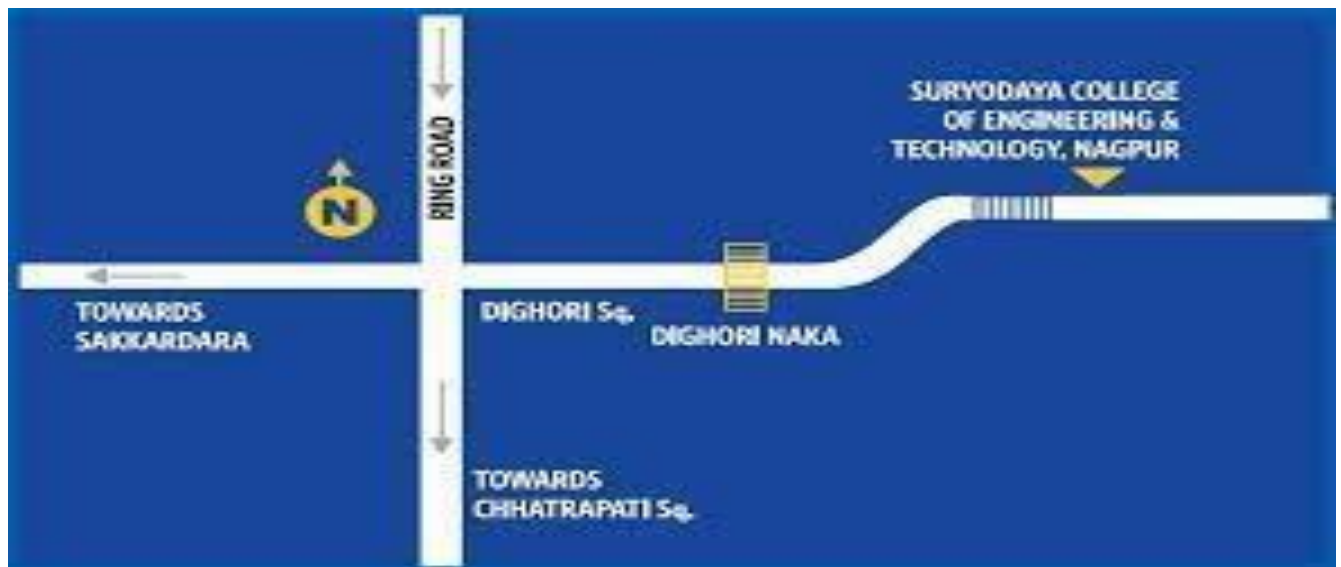 SURYODAYA COLLEGE
OF ENGINEERING &
TECHNOLOGY, NAGPUR
RING ROAD
N
TOWARDS
SAKKARDARA
DIGHORI Sq.
DIGHORI NAKA
TOWARDS
CHHATRAPATI Sq.